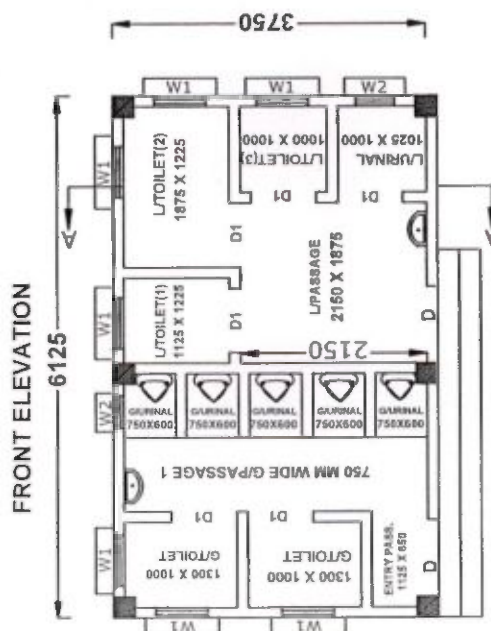 FRONT ELEVATION
6125
3750
W1
W1
W2
W1
W1
W1
W2
W1
W1
W1
A
A
L/TOILET(2)
1875 X 1225
L/TOILET(3)
1000 X 1000
L/URINAL
1025 X 1000
D1
D1
D1
D1
L/TOILET(1)
1125 X 1225
L/PASSAGE
2150 X 1875
2150
D
G/URINAL
750X600
G/URINAL
750X600
G/URINAL
750X600
G/URINAL
750X600
G/URINAL
750X600
750 MM WIDE G/PASSAGE 1
D1
D1
G/TOILET
1300 X 1000
G/TOILET
1300 X 1000
ENTRY PASS.
1125 X 650
D